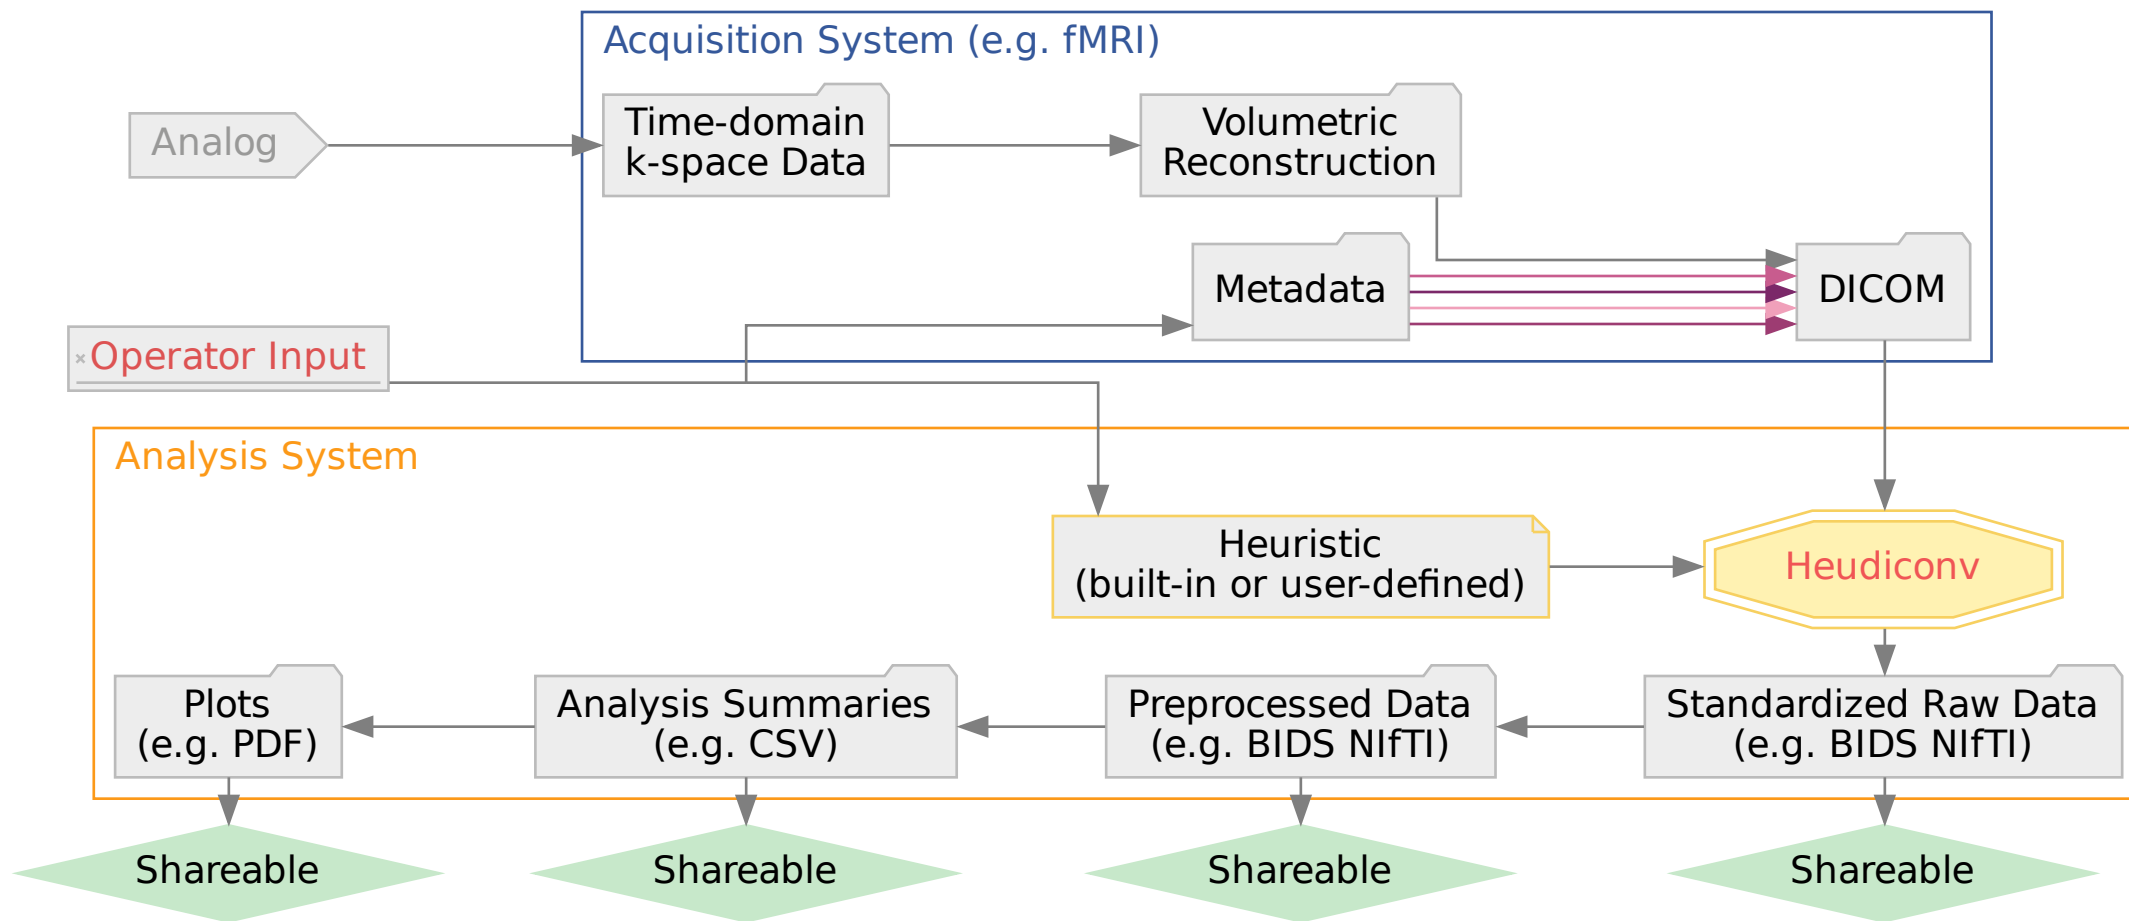 Acquisition System (e.g. fMRI)
Analog
Time-domain
k-space Data
Volumetric
Reconstruction
Metadata
DICOM
Operator Input
Analysis System
Heuristic
(built-in or user-defined)
Heudiconv
Plots
(e.g. PDF)
Analysis Summaries
(e.g. CSV)
Preprocessed Data
(e.g. BIDS NIfTI)
Standardized Raw Data
(e.g. BIDS NIfTI)
Shareable
Shareable
Shareable
Shareable